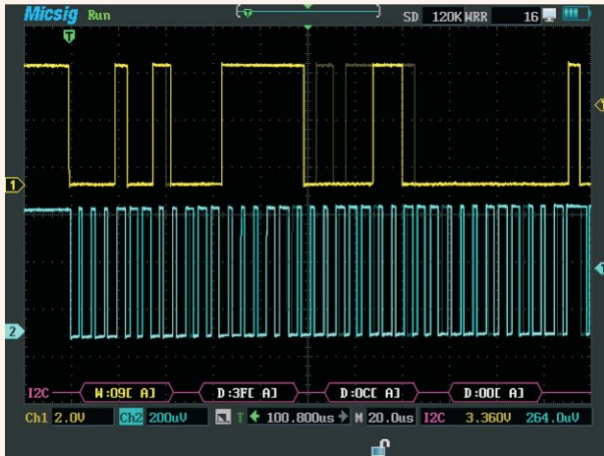 Micsig Run T SD 120K WRR 16
T
T
1
T
2
I2C W:09[ A] D:3F[ A] D:0C[ A] D:00[ A]
Ch1 2.0V Ch2 200uV T 100.800us M 20.0us I2C 3.360V 264.0uV